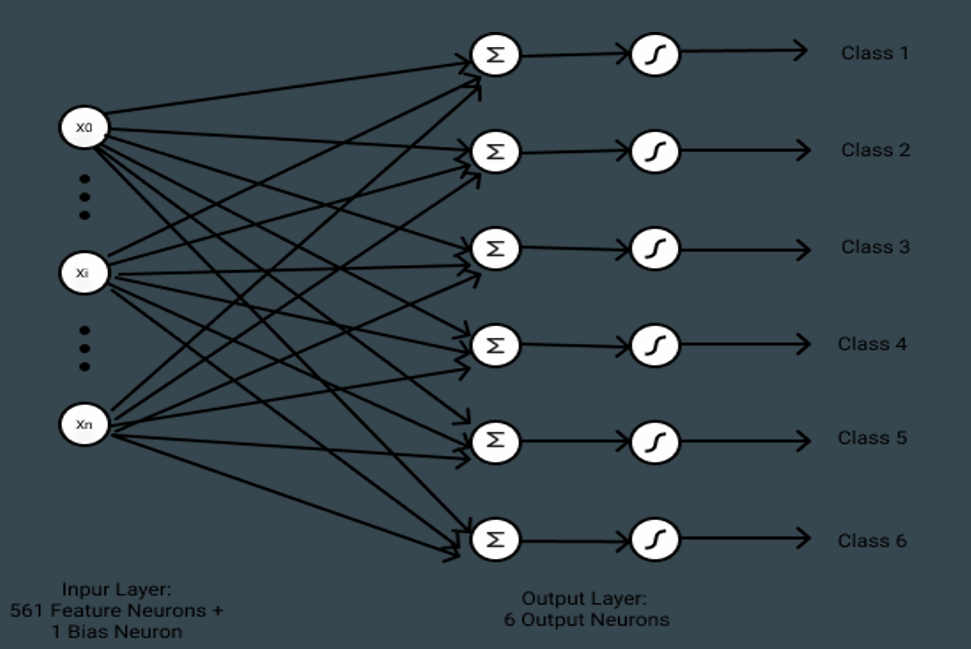 X0
Xi
Xn
Σ
Σ
Σ
Σ
Σ
Σ
∫
∫
∫
∫
∫
∫
Class 1
Class 2
Class 3
Class 4
Class 5
Class 6
Inpur Layer:
561 Feature Neurons +
1 Bias Neuron
Output Layer:
6 Output Neurons